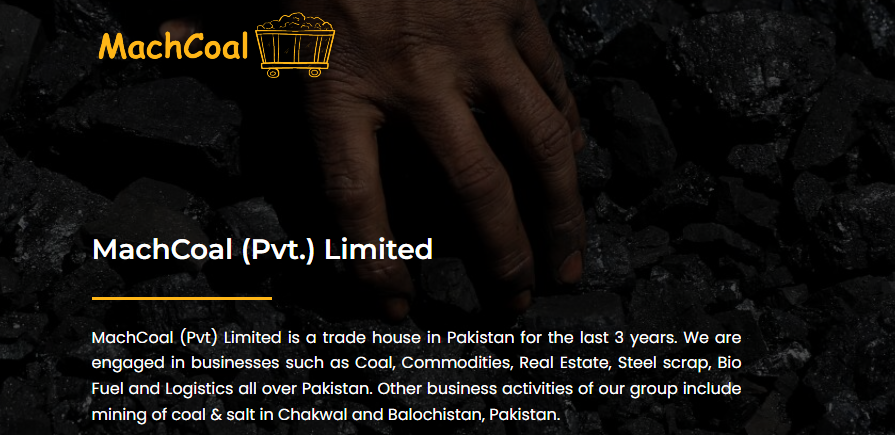 MachCoal
MachCoal (Pvt.) Limited
MachCoal (Pvt) Limited is a trade house in Pakistan for the last 3 years. We are
engaged in businesses such as Coal, Commodities, Real Estate, Steel scrap, Bio
Fuel and Logistics all over Pakistan. Other business activities of our group include
mining of coal & salt in Chakwal and Balochistan, Pakistan.